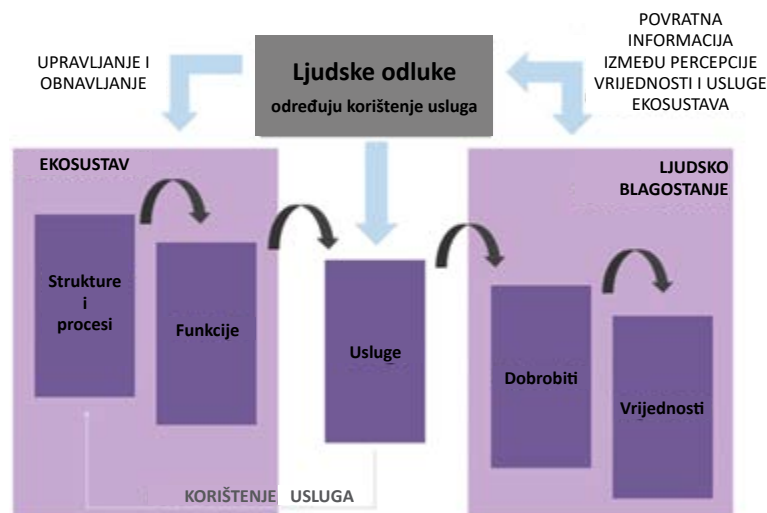 UPRAVLJANJE I
OBNAVLJANJE
Ljudske odluke
određuju korištenje usluga
POVRATNA
INFORMACIJA
IZMEĐU PERCEPCIJE
VRIJEDNOSTI I USLUGE
EKOSUSTAVA
EKOSUSTAV
LJUDSKO
BLAGOSTANJE
Strukture
i
procesi
Funkcije
Usluge
Dobrobiti
Vrijednosti
KORIŠTENJE USLUGA